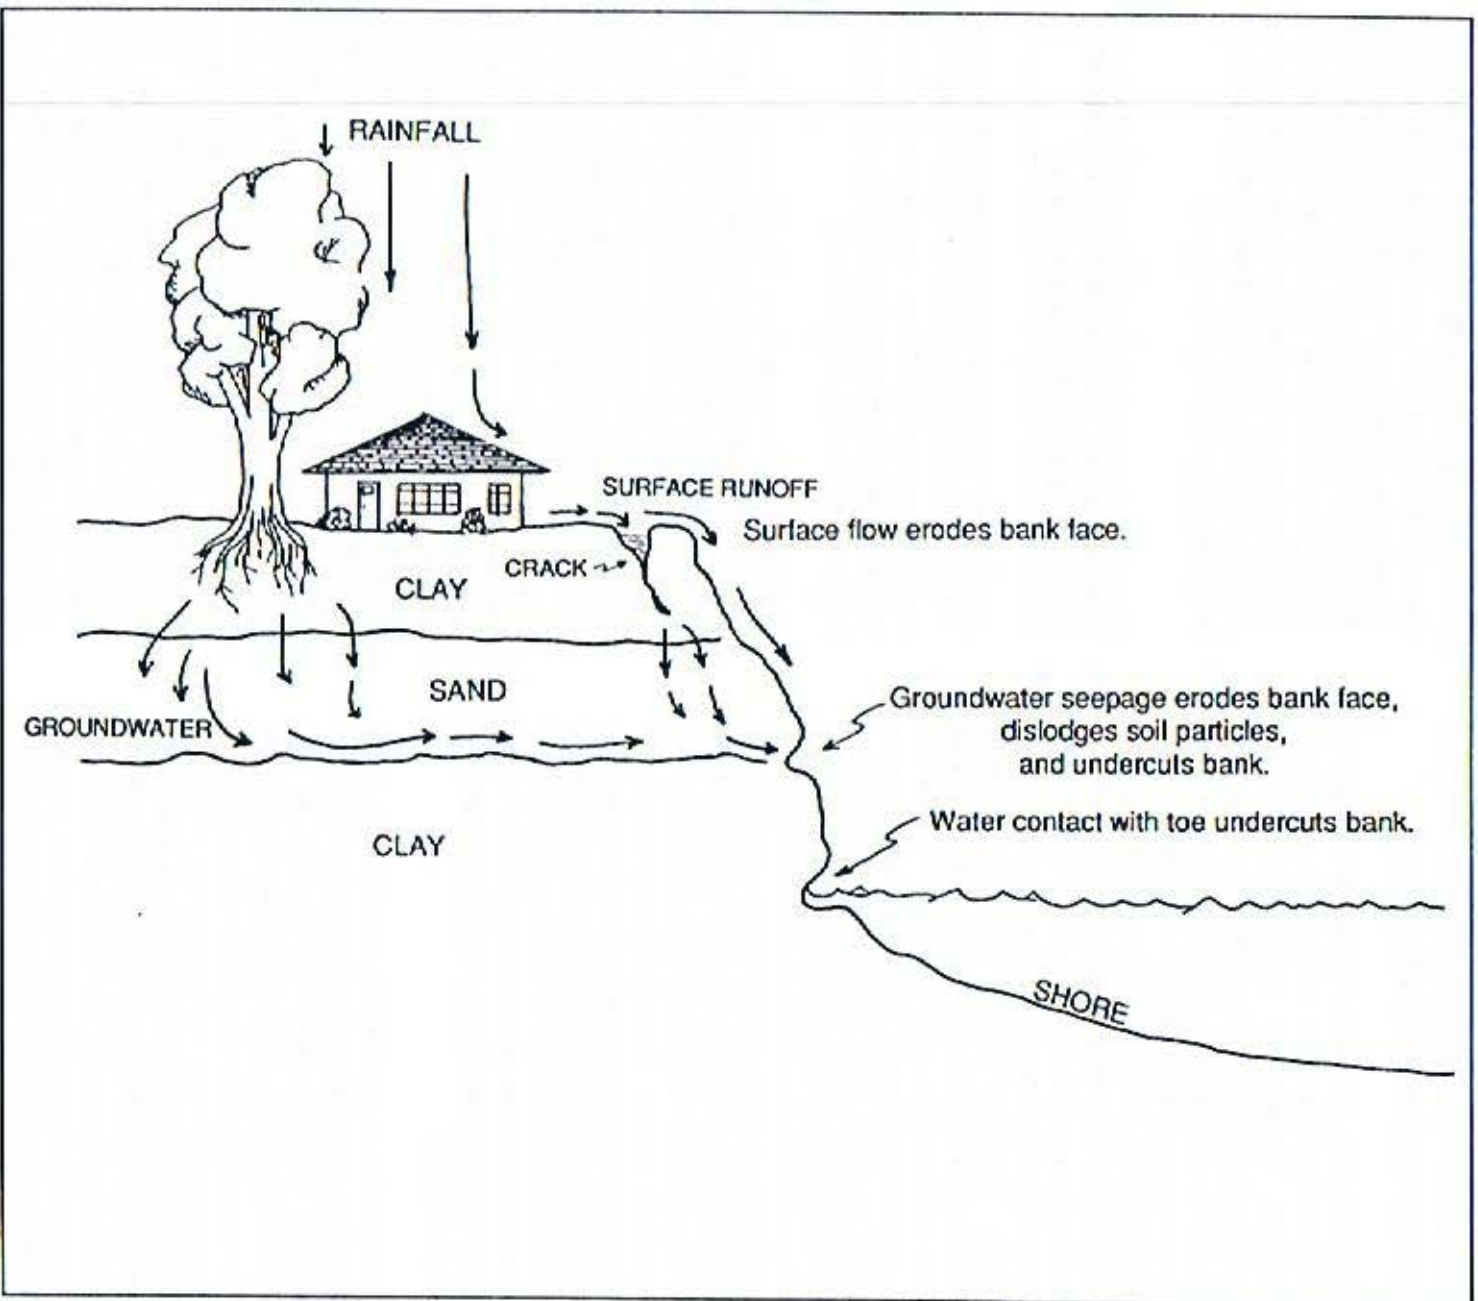 RAINFALL
SURFACE RUNOFF
Surface flow erodes bank face.
CRACK
CLAY
SAND
Groundwater seepage erodes bank face,
dislodges soil particles,
and undercuts bank.
GROUNDWATER
Water contact with toe undercuts bank.
CLAY
SHORE